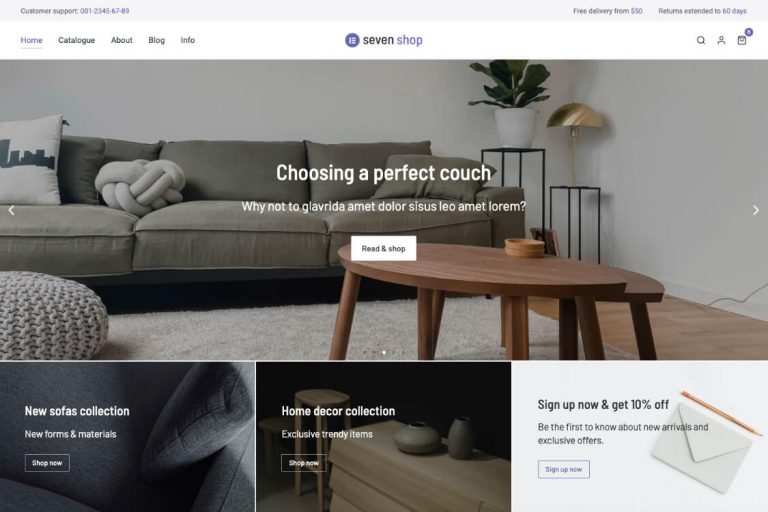 Customer support: 001-2345-67-89
Free delivery from $50
Returns extended to 60 days
Home Catalogue About Blog Info
seven shop
Choosing a perfect couch
Why not to glavrida amet dolor sisus leo amet lorem?
Read & shop
New sofas collection
New forms & materials
Shop now
Home decor collection
Exclusive trendy items
Shop now
Sign up now & get 10% off
Be the first to know about new arrivals and
exclusive offers.
Sign up now